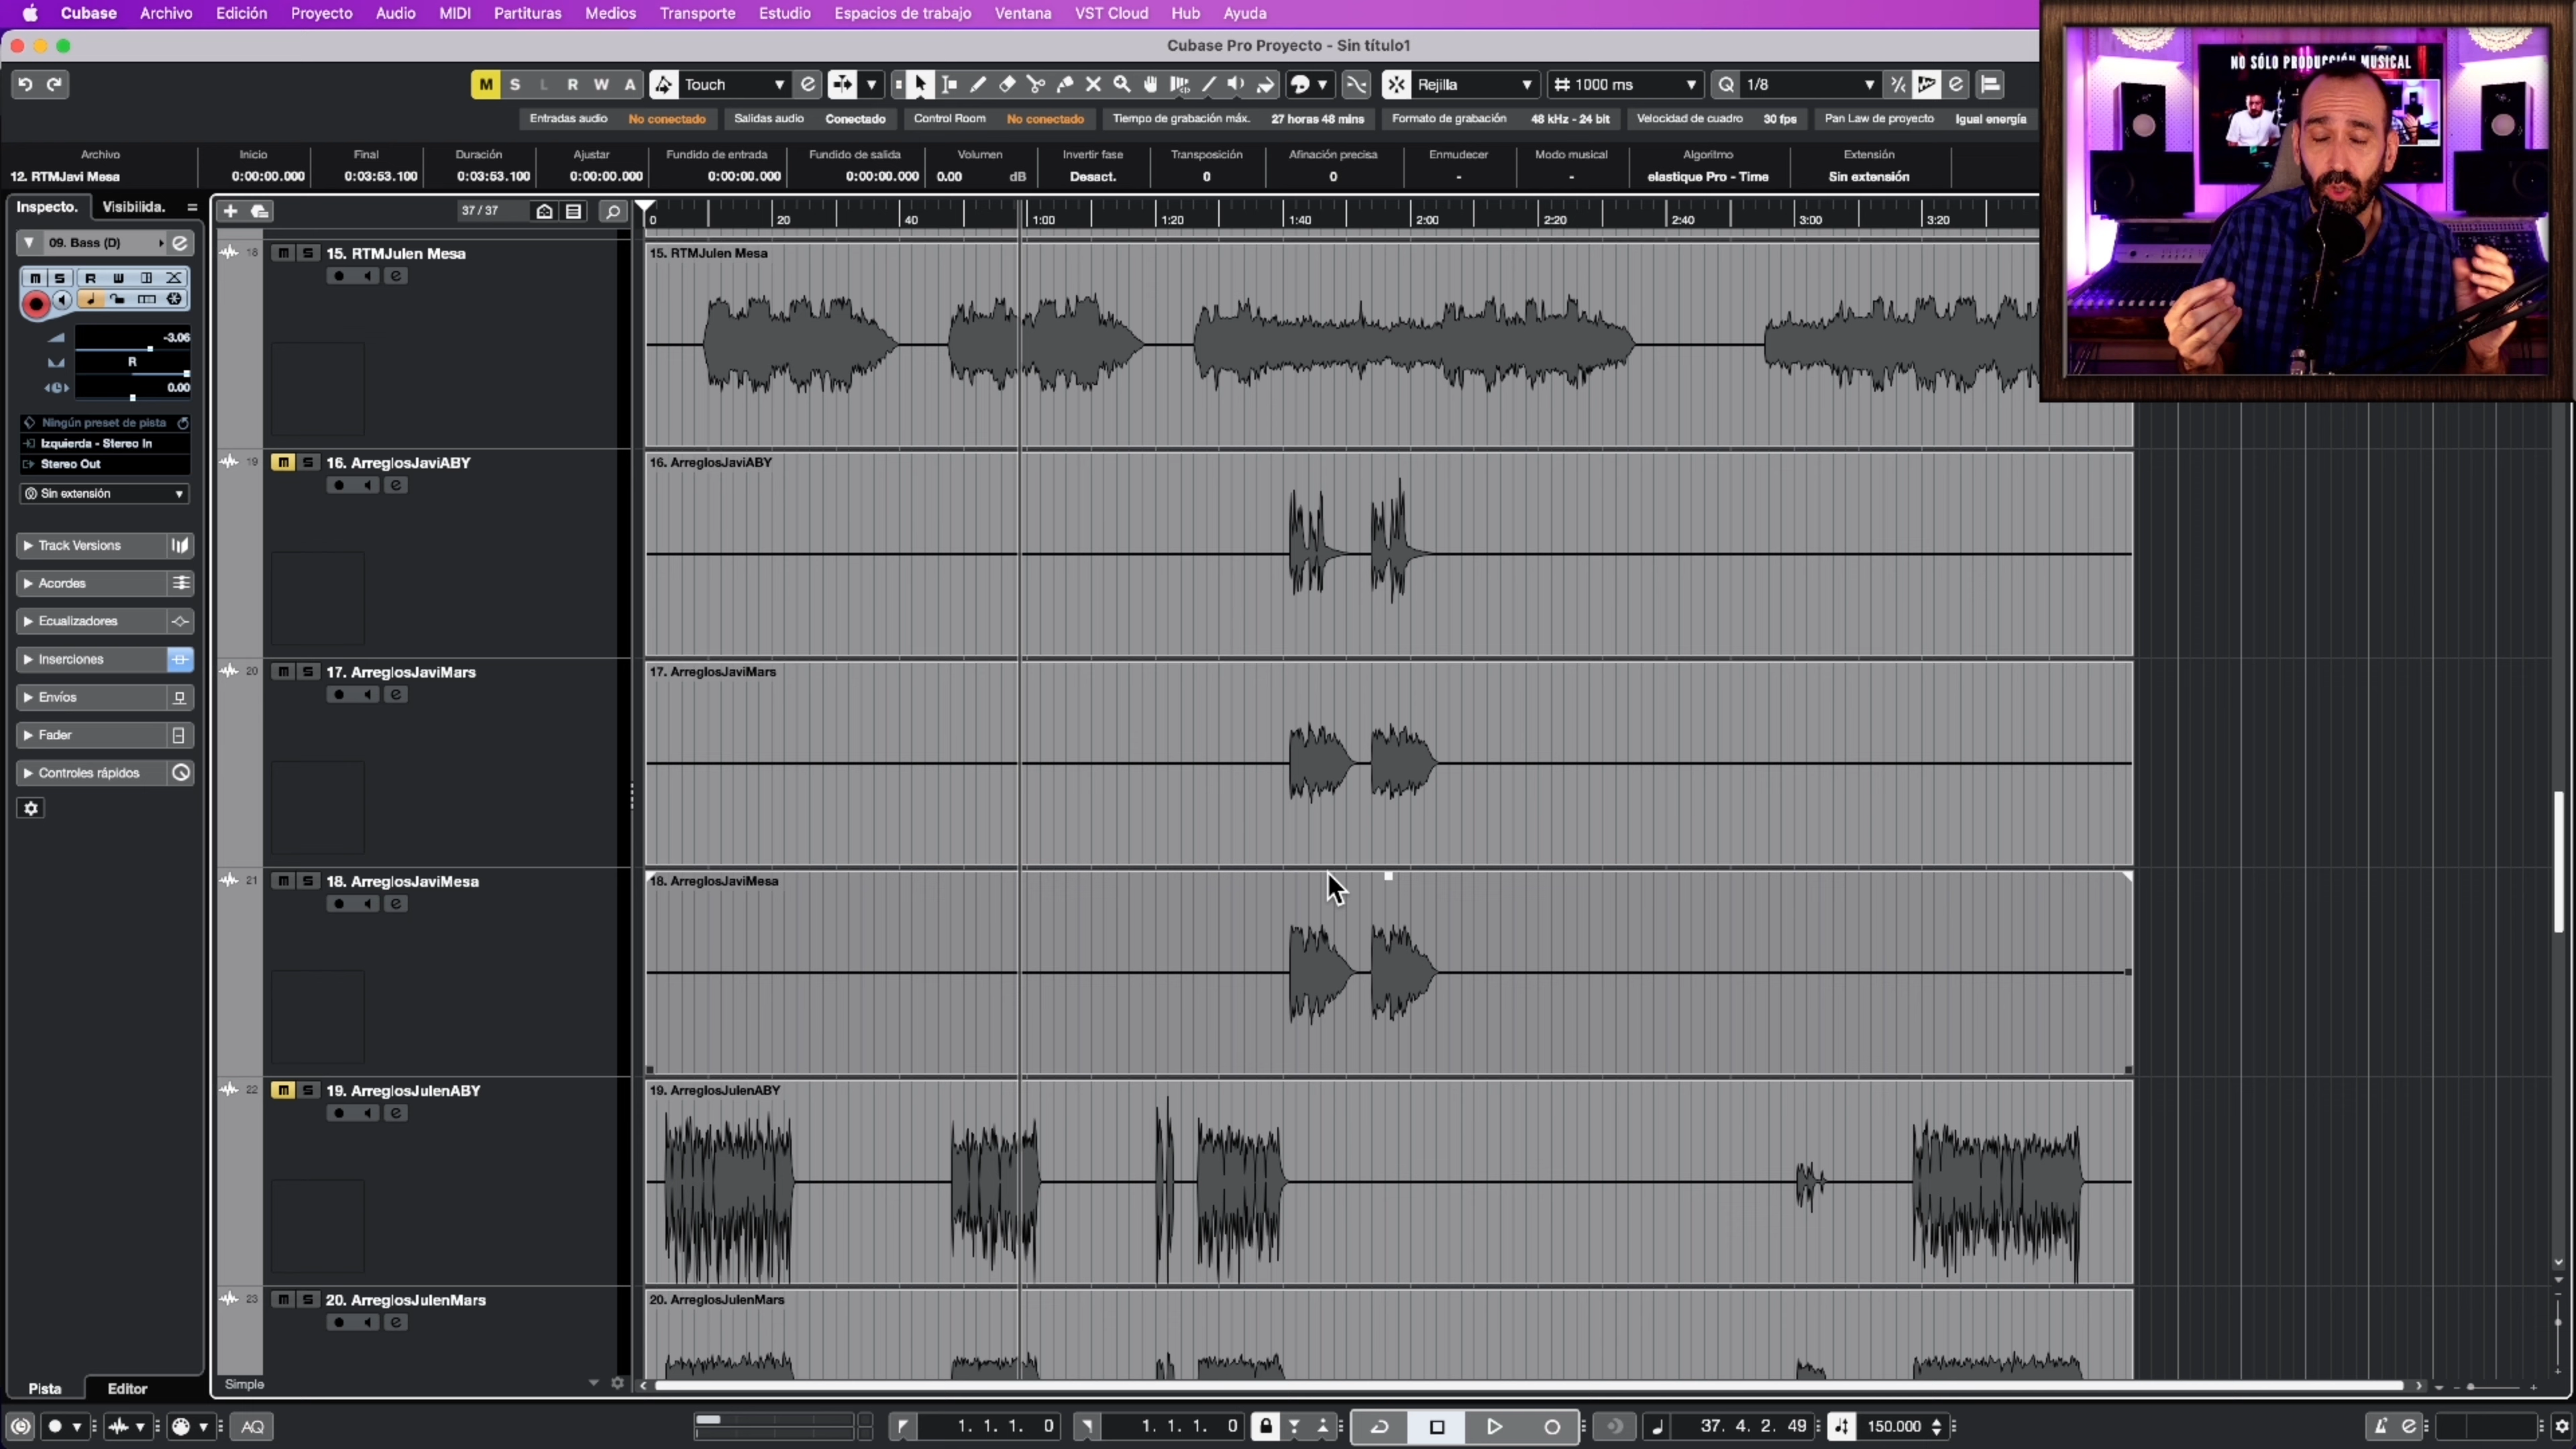 Cubase Archivo Edición Proyecto Audio MIDI Partituras Medios Transporte Estudio Espacios de trabajo Ventana VST Cloud Hub Ayuda
Cubase Pro Proyecto - Sin título1
NO SÓLO PRODUCCIÓN MUSICAL
M S L R W A Touch Rejilla 1000 ms Q 1/8
Entradas audio No conectado Salidas audio Conectado Control Room No conectado Tiempo de grabación máx. 27 horas 48 mins Formato de grabación 48 kHz - 24 bit Velocidad de cuadro 30 fps Pan Law de proyecto Igual energía
Archivo Inicio Final Duración Ajustar Fundido de entrada Fundido de salida Volumen Invertir fase Transposición Afinación precisa Enmudecer Modo musical Algoritmo Extensión
12. RTMJavi Mesa 0:00:00.000 0:03:53.100 0:03:53.100 0:00:00.000 0:00:00.000 0:00:00.000 0.00 dB Desact. 0 0 - - elastique Pro - Time Sin extensión
Inspecto. Visibilida. 37 / 37
0 20 40 1:00 1:20 1:40 2:00 2:20 2:40 3:00 3:20
09. Bass (D)
m S R W
-3.06
R
0.00
Ningún preset de pista
Izquierda - Stereo In
Stereo Out
Sin extensión
Track Versions
Acordes
Ecualizadores
Inserciones
Envíos
Fader
Controles rápidos
18 m S 15. RTMJulen Mesa 15. RTMJulen Mesa
19 m S 16. ArreglosJaviABY 16. ArreglosJaviABY
20 m S 17. ArreglosJaviMars 17. ArreglosJaviMars
21 m S 18. ArreglosJaviMesa 18. ArreglosJaviMesa
22 m S 19. ArreglosJulenABY 19. ArreglosJulenABY
23 m S 20. ArreglosJulenMars 20. ArreglosJulenMars
Pista Editor Simple
AQ 1. 1. 1. 0 1. 1. 1. 0 37. 4. 2. 49 150.000